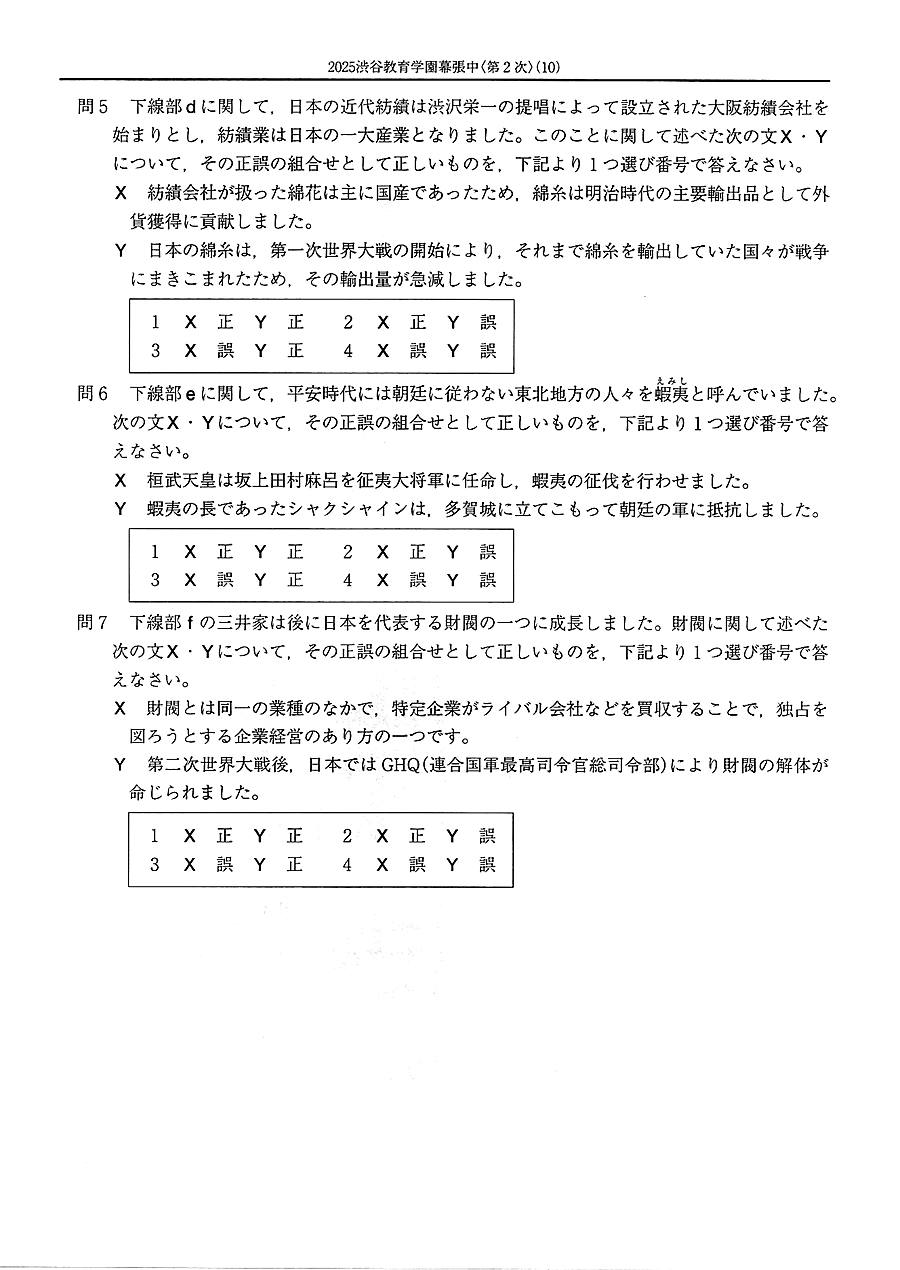 2025渋谷教育学園幕張中〈第2次〉(10)
問5 下線部dに関して，日本の近代紡績は渋沢栄一の提唱によって設立された大阪紡績会社を
始まりとし，紡績業は日本の一大産業となりました。このことに関して述べた次の文X・Y
について，その正誤の組合せとして正しいものを，下記より1つ選び番号で答えなさい。
X 紡績会社が扱った綿花は主に国産であったため，綿糸は明治時代の主要輸出品として外
貨獲得に貢献しました。
Y 日本の綿糸は，第一次世界大戦の開始により，それまで綿糸を輸出していた国々が戦争
にまきこまれたため，その輸出量が急減しました。
1 X 正 Y 正 2 X 正 Y 誤
3 X 誤 Y 正 4 X 誤 Y 誤
えみし
問6 下線部eに関して，平安時代には朝廷に従わない東北地方の人々を蝦夷と呼んでいました。
次の文X・Yについて，その正誤の組合せとして正しいものを，下記より1つ選び番号で答
えなさい。
X 桓武天皇は坂上田村麻呂を征夷大将軍に任命し，蝦夷の征伐を行わせました。
Y 蝦夷の長であったシャクシャインは，多賀城に立てこもって朝廷の軍に抵抗しました。
1 X 正 Y 正 2 X 正 Y 誤
3 X 誤 Y 正 4 X 誤 Y 誤
問7 下線部fの三井家は後に日本を代表する財閥の一つに成長しました。財閥に関して述べた
次の文X・Yについて，その正誤の組合せとして正しいものを，下記より1つ選び番号で答
えなさい。
X 財閥とは同一の業種のなかで，特定企業がライバル会社などを買収することで，独占を
図ろうとする企業経営のあり方の一つです。
Y 第二次世界大戦後，日本ではGHQ(連合国軍最高司令官総司令部)により財閥の解体が
命じられました。
1 X 正 Y 正 2 X 正 Y 誤
3 X 誤 Y 正 4 X 誤 Y 誤